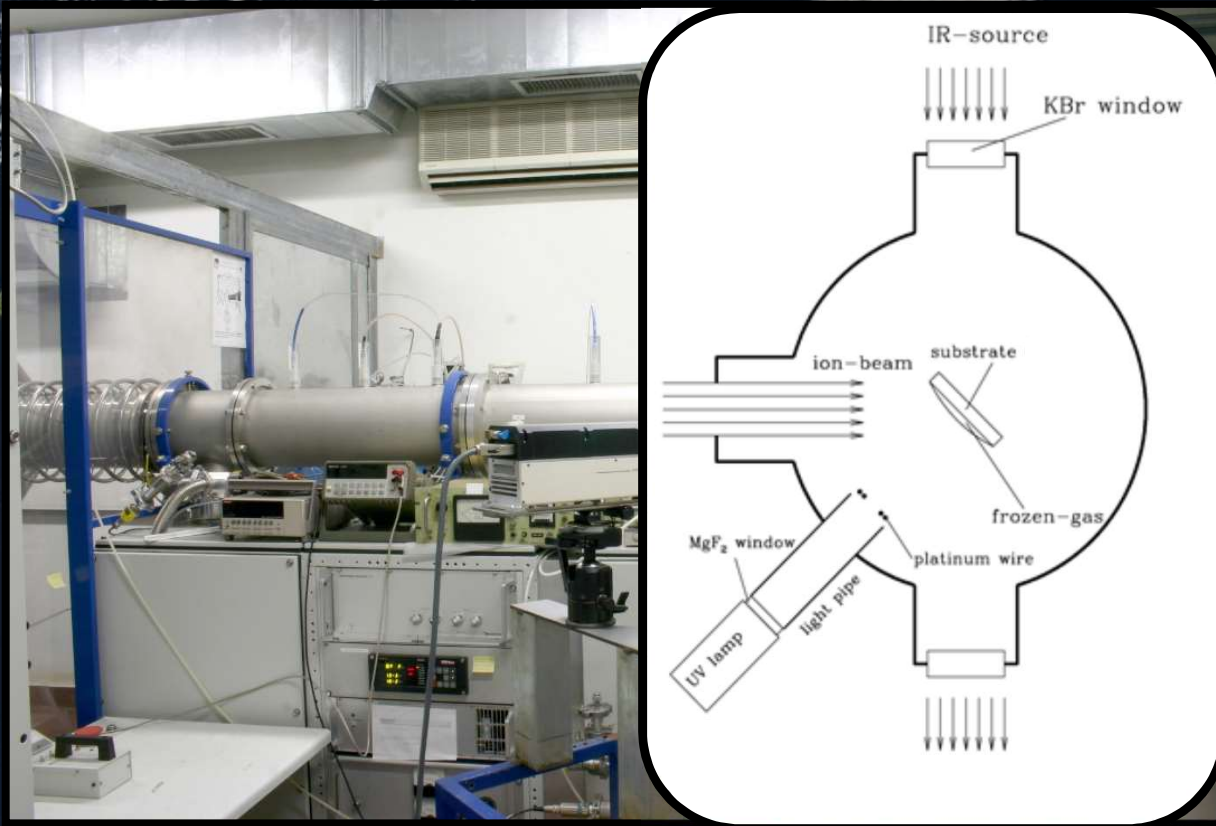 IR-source
KBr window
ion-beam
substrate
frozen-gas
MgF₂ window
platinum wire
light pipe
UV lamp